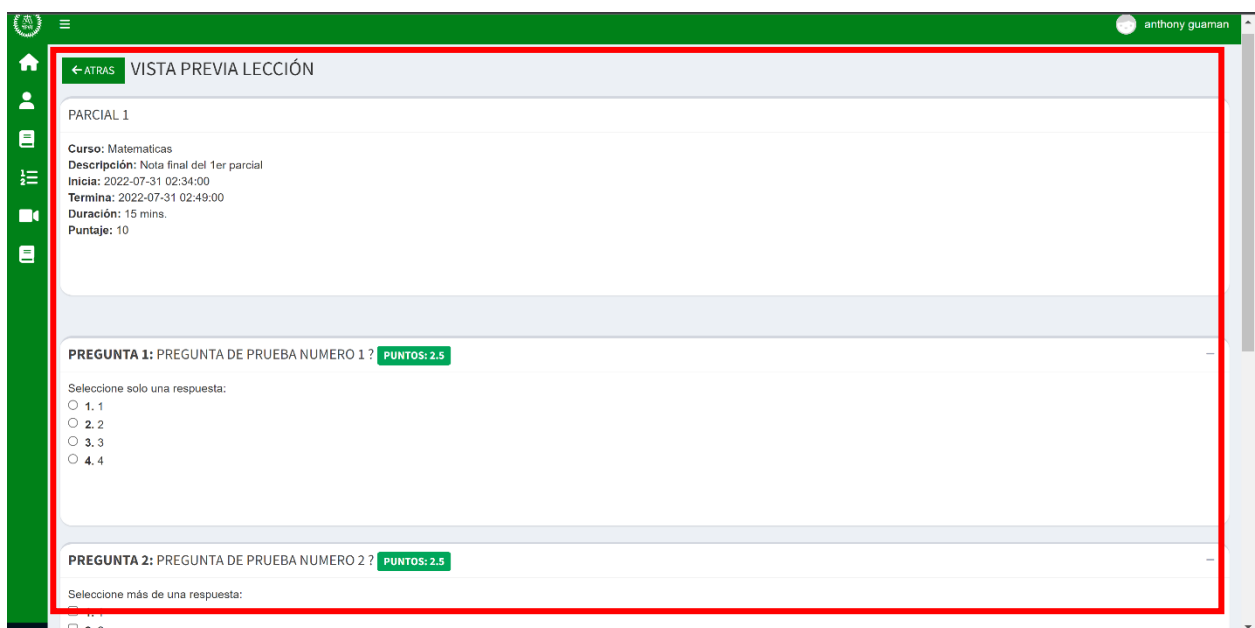 anthony guaman
ATRAS VISTA PREVIA LECCIÓN
PARCIAL 1
Curso: Matematicas
Descripción: Nota final del 1er parcial
Inicia: 2022-07-31 02:34:00
Termina: 2022-07-31 02:49:00
Duración: 15 mins.
Puntaje: 10
PREGUNTA 1: PREGUNTA DE PRUEBA NUMERO 1 ? PUNTOS: 2.5
Seleccione solo una respuesta:
1. 1
2. 2
3. 3
4. 4
PREGUNTA 2: PREGUNTA DE PRUEBA NUMERO 2 ? PUNTOS: 2.5
Seleccione más de una respuesta: